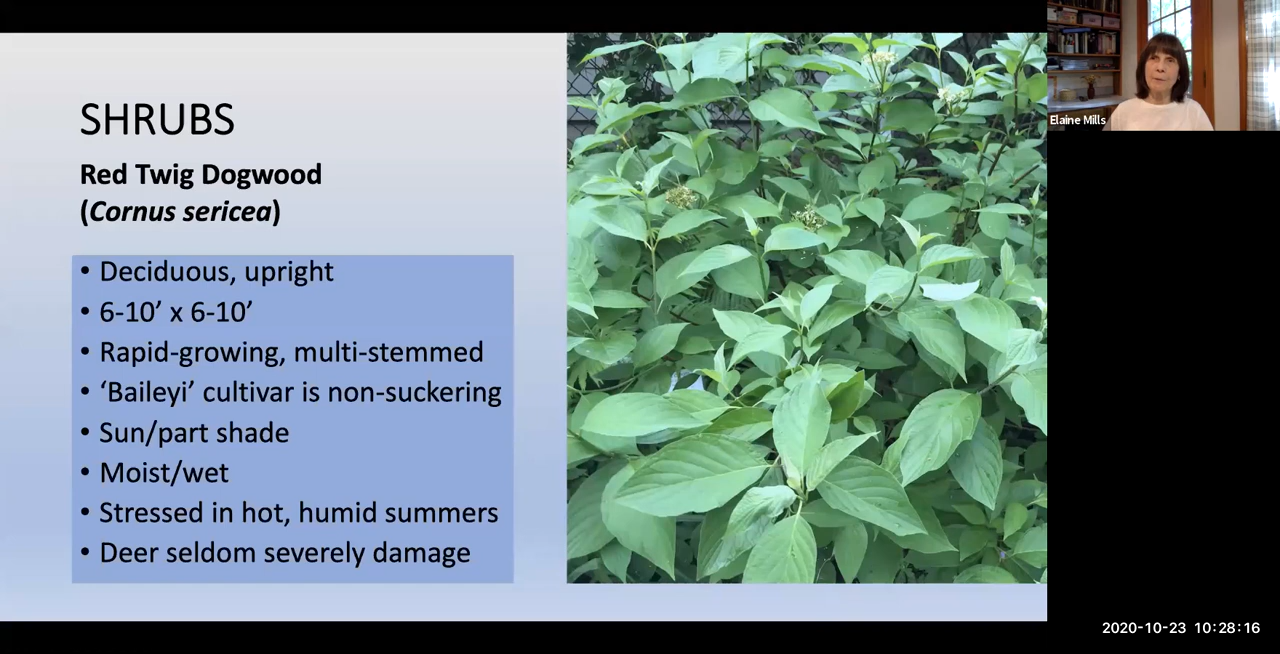 SHRUBS
Red Twig Dogwood
(Cornus sericea)
• Deciduous, upright
• 6-10’ x 6-10’
• Rapid-growing, multi-stemmed
• ‘Baileyi’ cultivar is non-suckering
• Sun/part shade
• Moist/wet
• Stressed in hot, humid summers
• Deer seldom severely damage
Elaine Mills
2020-10-23 10:28:16